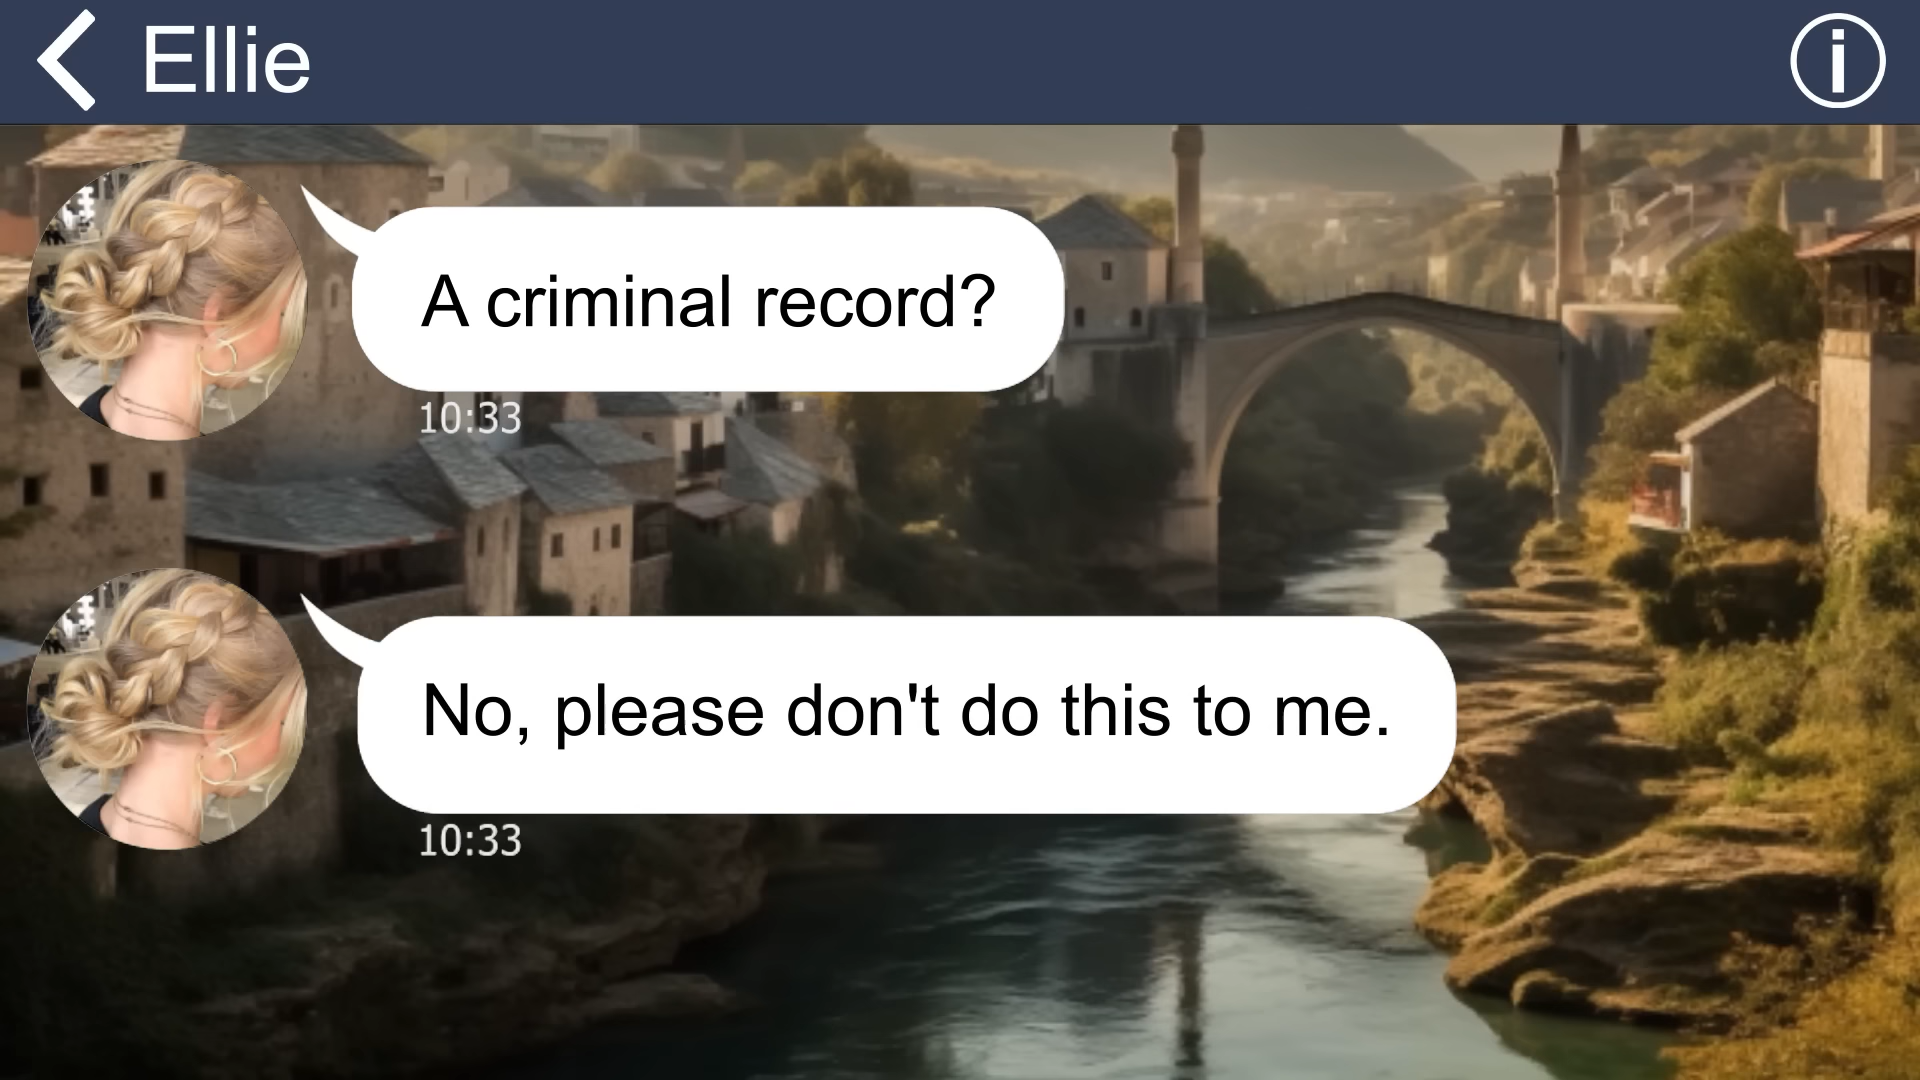 Ellie
A criminal record?
10:33
No, please don't do this to me.
10:33